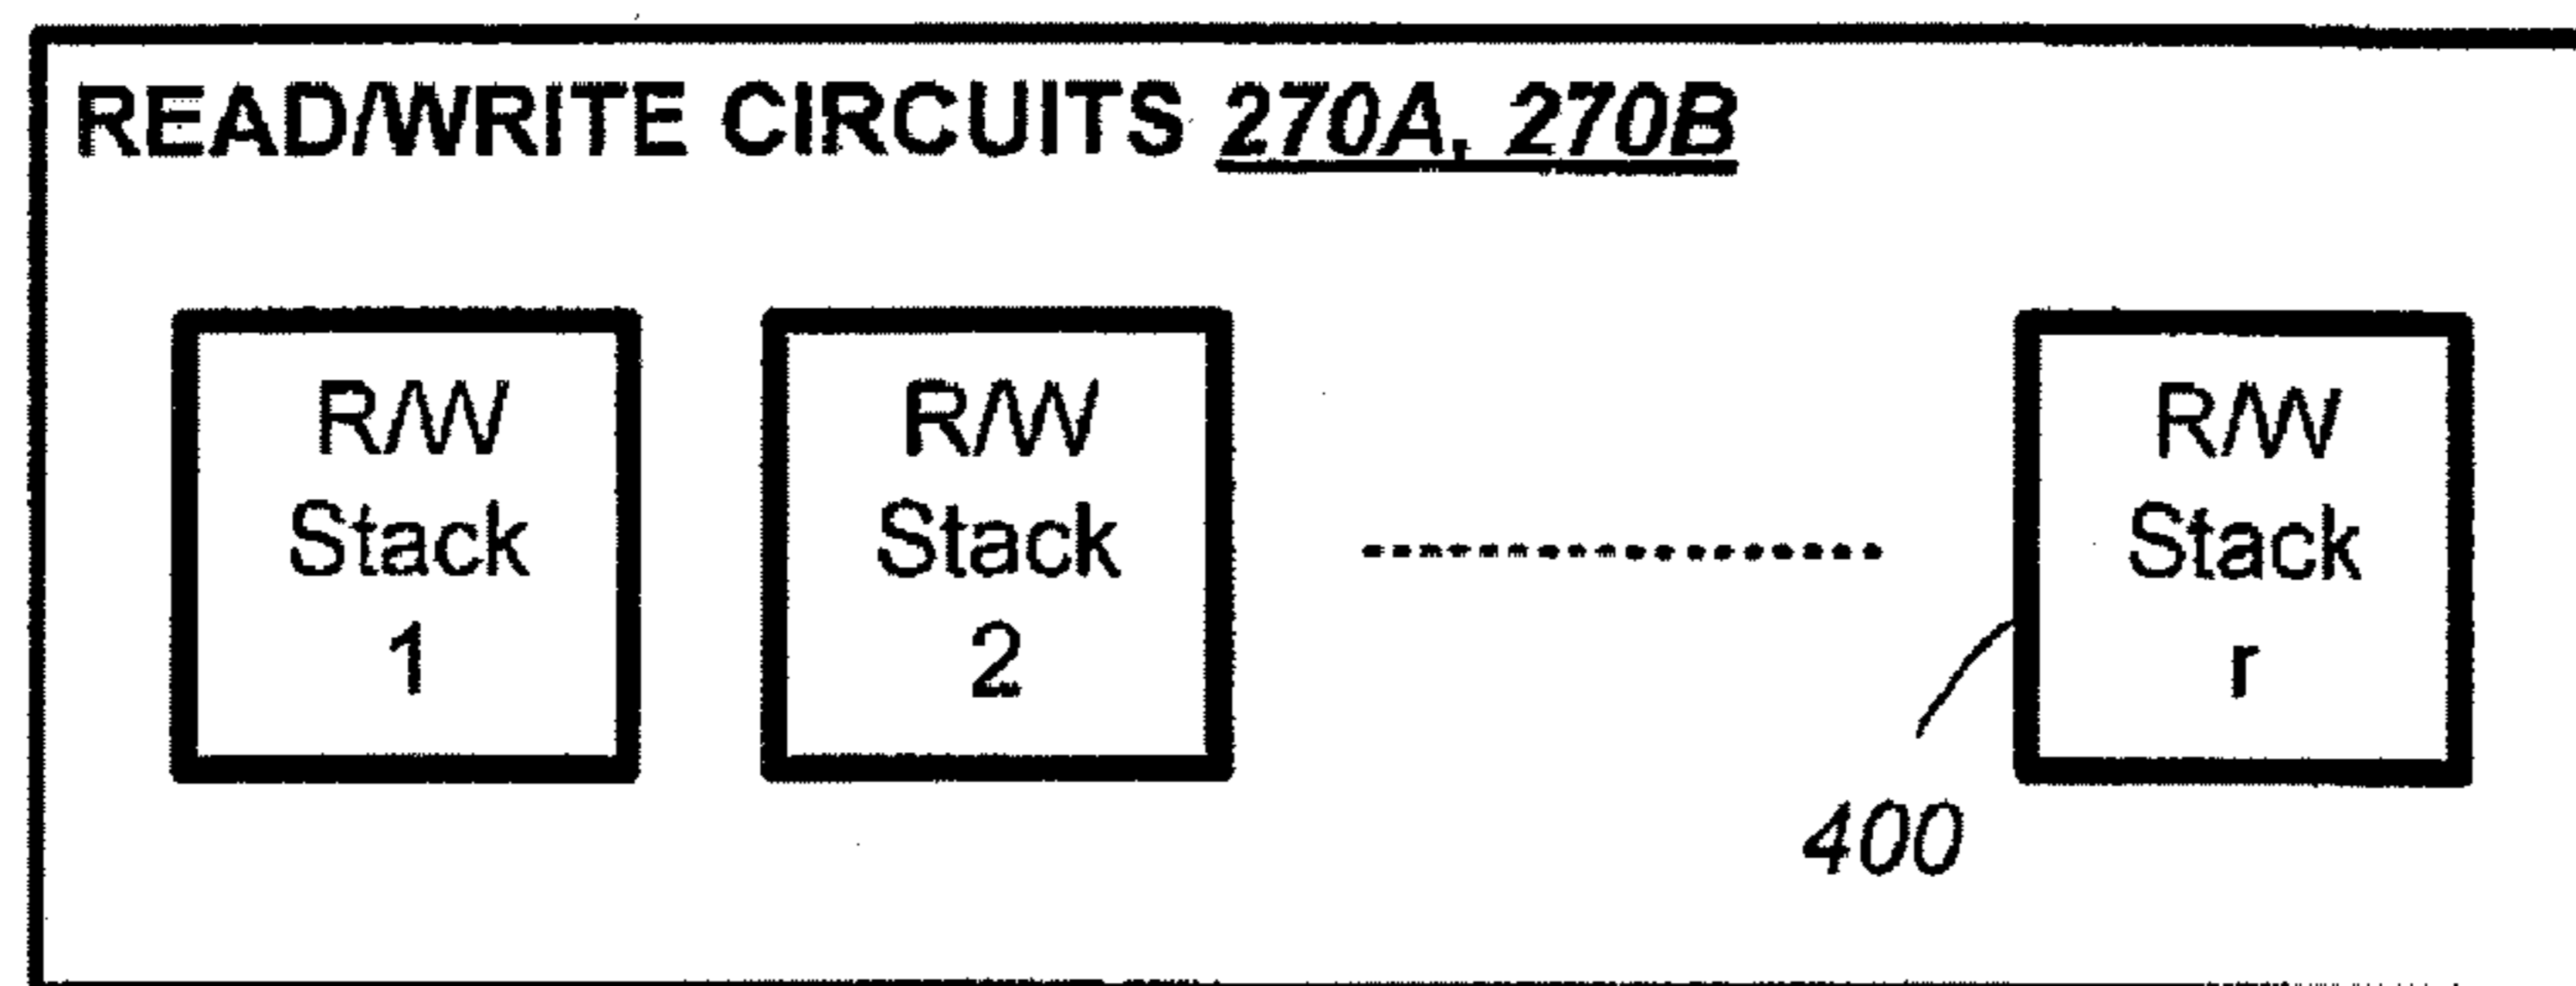 READ/WRITE CIRCUITS 270A, 270B
R/W
Stack
1
R/W
Stack
2
R/W
Stack
r
400